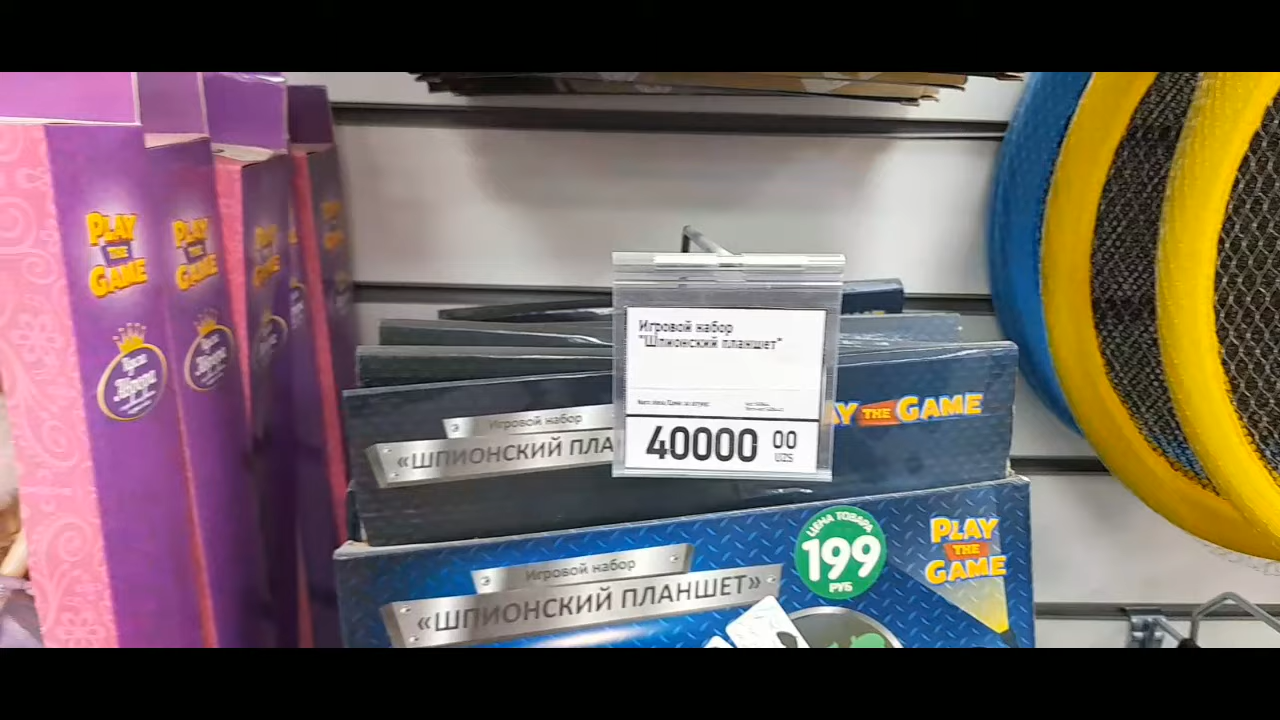 PLAY
THE
GAME
PLAY
THE
GAME
Игровой набор
"Шпионский планшет"
40000 00
UZS
Игровой набор
«ШПИОНСКИЙ ПЛА
AY THE GAME
ЦЕНА ТОВАРА
199
РУБ
PLAY
THE
GAME
Игровой набор
«ШПИОНСКИЙ ПЛАНШЕТ»